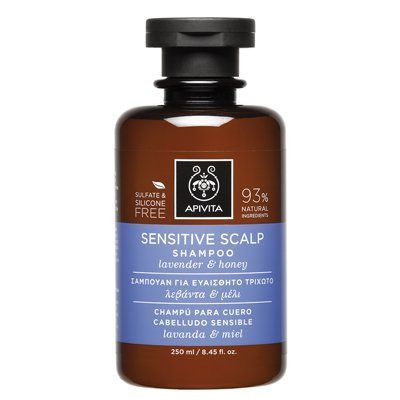 SULFATE &
SILICONE
FREE
APIVITA
93%
NATURAL
INGREDIENTS
SENSITIVE SCALP
SHAMPOO
lavender & honey
ΣΑΜΠΟΥΑΝ ΓΙΑ ΕΥΑΙΣΘΗΤΟ ΤΡΙΧΩΤΟ
λεβάντα & μέλι
CHAMPÚ PARA CUERO
CABELLUDO SENSIBLE
lavanda & miel
250 ml / 8.45 fl. oz.